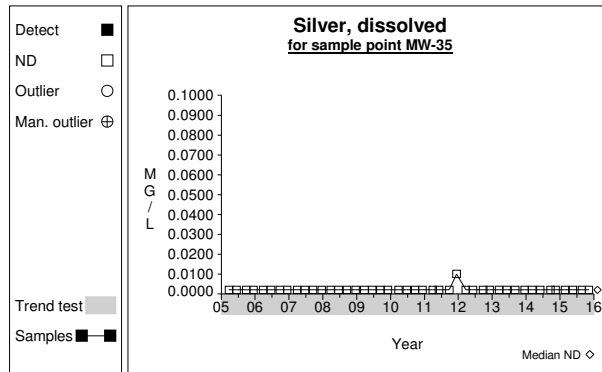 Detect
ND
Outlier
Man. outlier
Trend test
Samples
Silver, dissolved
for sample point MW-35
M
G
/
L
0.1000
0.0900
0.0800
0.0700
0.0600
0.0500
0.0400
0.0300
0.0200
0.0100
0.0000
05 06 07 08 09 10 11 12 13 14 15 16
Year
Median ND